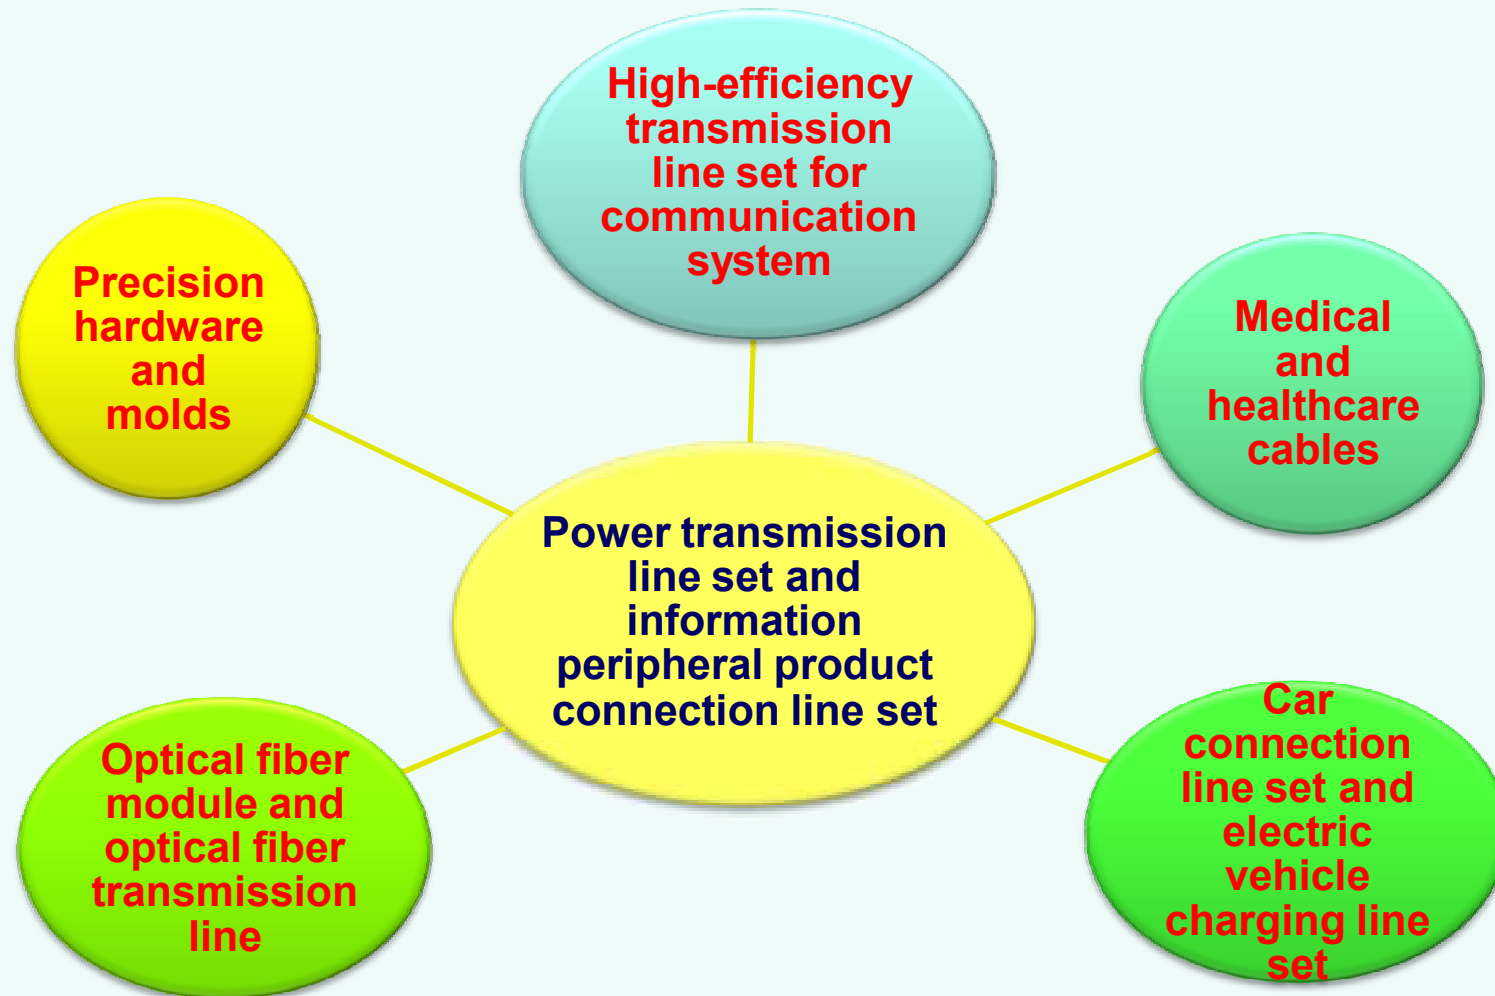 High-efficiency
transmission
line set for
communication
system
Precision
hardware
and
molds
Medical
and
healthcare
cables
Power transmission
line set and
information
peripheral product
connection line set
Optical fiber
module and
optical fiber
transmission
line
Car
connection
line set and
electric
vehicle
charging line
set